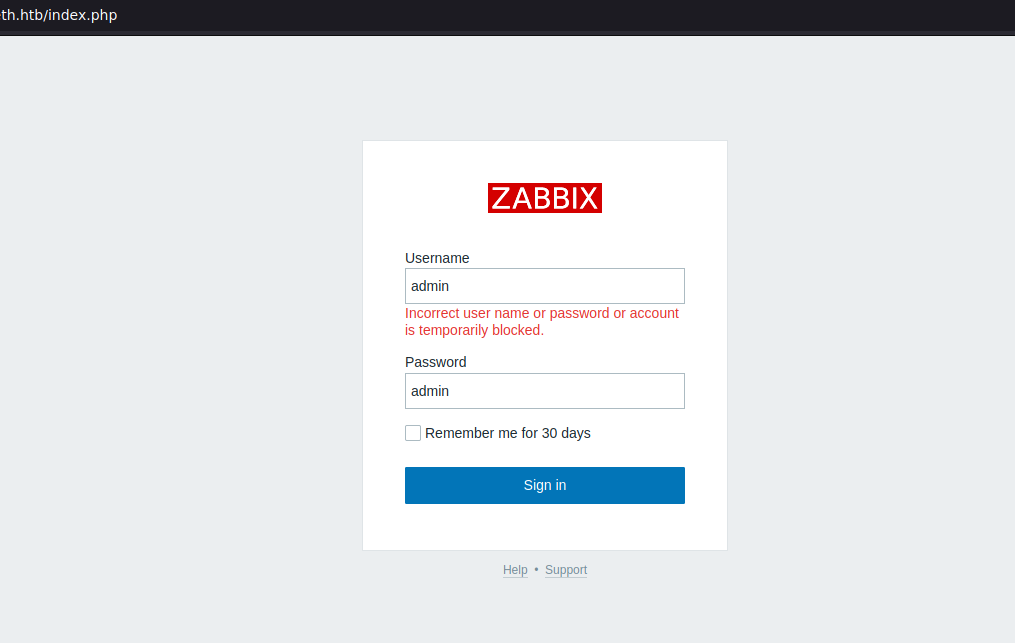 th.htb/index.php
ZABBIX
Username
admin
Incorrect user name or password or account
is temporarily blocked.
Password
admin
Remember me for 30 days
Sign in
Help • Support